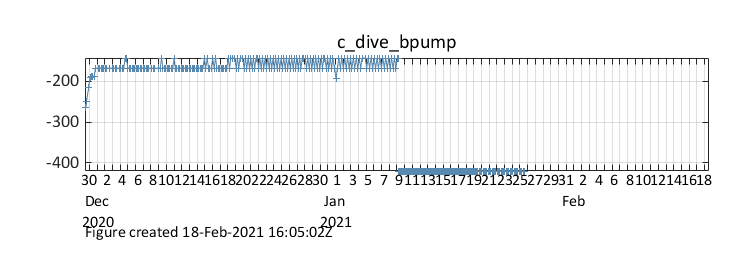 c_dive_bpump
-200
-300
-400
30 2 4 6 8 10 12 14 16 18 20 22 24 26 28 30 1 3 5 7 9 11 13 15 17 19 21 23 25 27 29 31 2 4 6 8 10 12 14 16 18
Dec Jan Feb
2020 2021
Figure created 18-Feb-2021 16:05:02Z